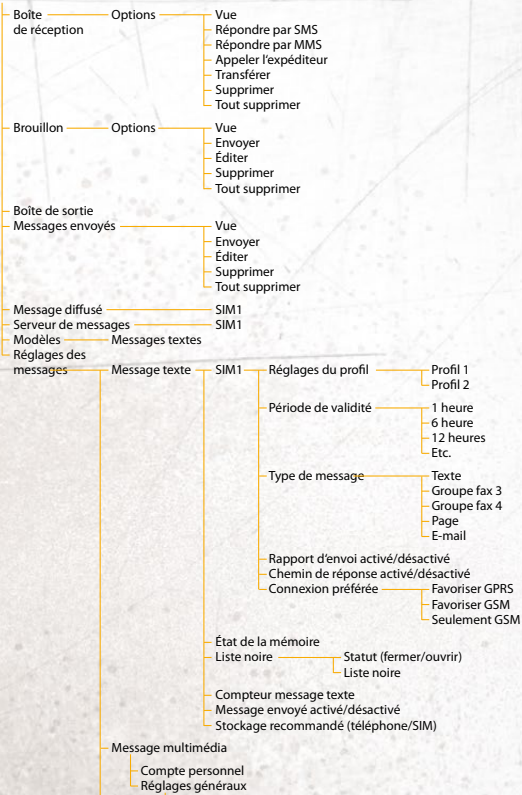 Boîte Options Vue
de réception Répondre par SMS
Répondre par MMS
Appeler l'expéditeur
Transférer
Supprimer
Tout supprimer
Brouillon Options Vue
Envoyer
Éditer
Supprimer
Tout supprimer
Boîte de sortie
Messages envoyés Vue
Envoyer
Éditer
Supprimer
Tout supprimer
Message diffusé SIM1
Serveur de messages SIM1
Modèles Messages textes
Réglages des
messages Message texte SIM1 Réglages du profil Profil 1
Profil 2
Période de validité 1 heure
6 heure
12 heures
Etc.
Type de message Texte
Groupe fax 3
Groupe fax 4
Page
E-mail
Rapport d'envoi activé/désactivé
Chemin de réponse activé/désactivé
Connexion préférée Favoriser GPRS
Favoriser GSM
Seulement GSM
État de la mémoire
Liste noire Statut (fermer/ouvrir)
Liste noire
Compteur message texte
Message envoyé activé/désactivé
Stockage recommandé (téléphone/SIM)
Message multimédia
Compte personnel
Réglages généraux